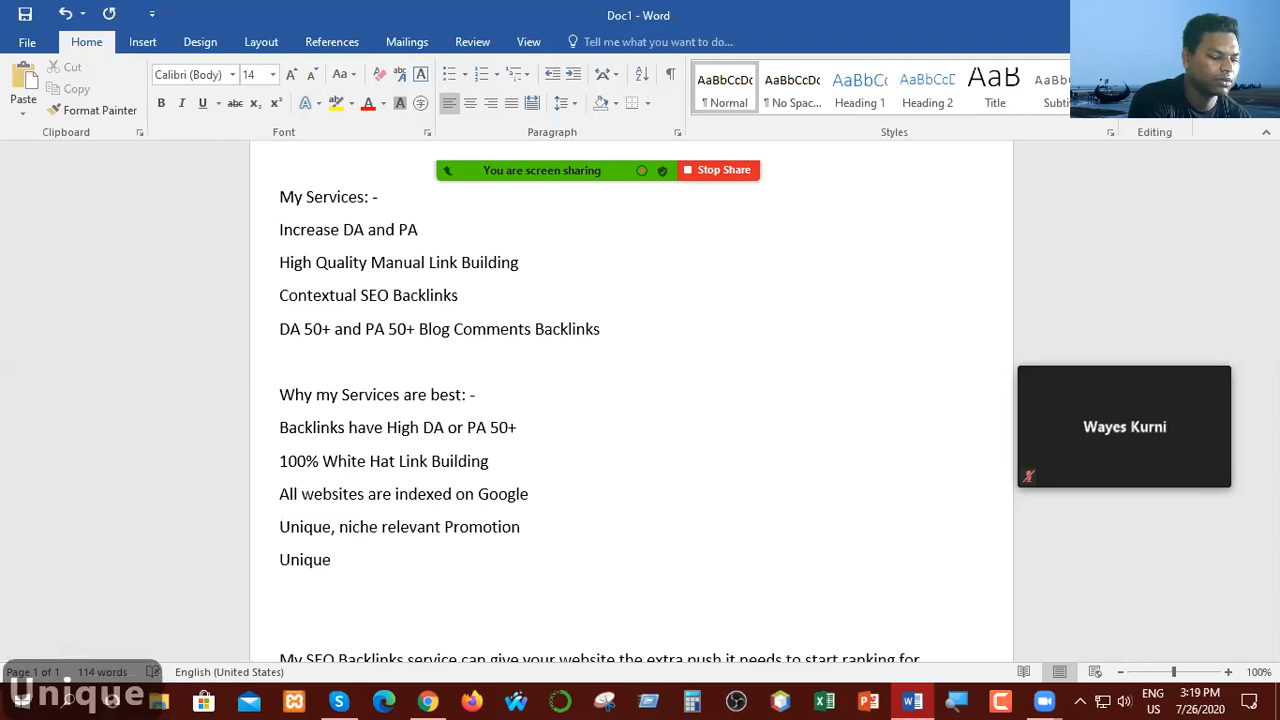 Doc1 - Word
File Home Insert Design Layout References Mailings Review View Tell me what you want to do...
Cut
Copy
Format Painter
Paste
Calibri (Body) 14
AaBbCcDc AaBbCcDc AaBbCc AaBbCcD AaB AaBbC
¶ Normal ¶ No Spac... Heading 1 Heading 2 Title
Clipboard Font Paragraph Styles Editing
You are screen sharing Stop Share
My Services: -
Increase DA and PA
High Quality Manual Link Building
Contextual SEO Backlinks
DA 50+ and PA 50+ Blog Comments Backlinks
Why my Services are best: -
Backlinks have High DA or PA 50+
100% White Hat Link Building
All websites are indexed on Google
Unique, niche relevant Promotion
Unique
My SEO Backlinks service can give your website the extra push it needs to start ranking for
Wayes Kurni
Page 1 of 1 114 words English (United States) 100%
Unique
ENG
US
3:19 PM
7/26/2020